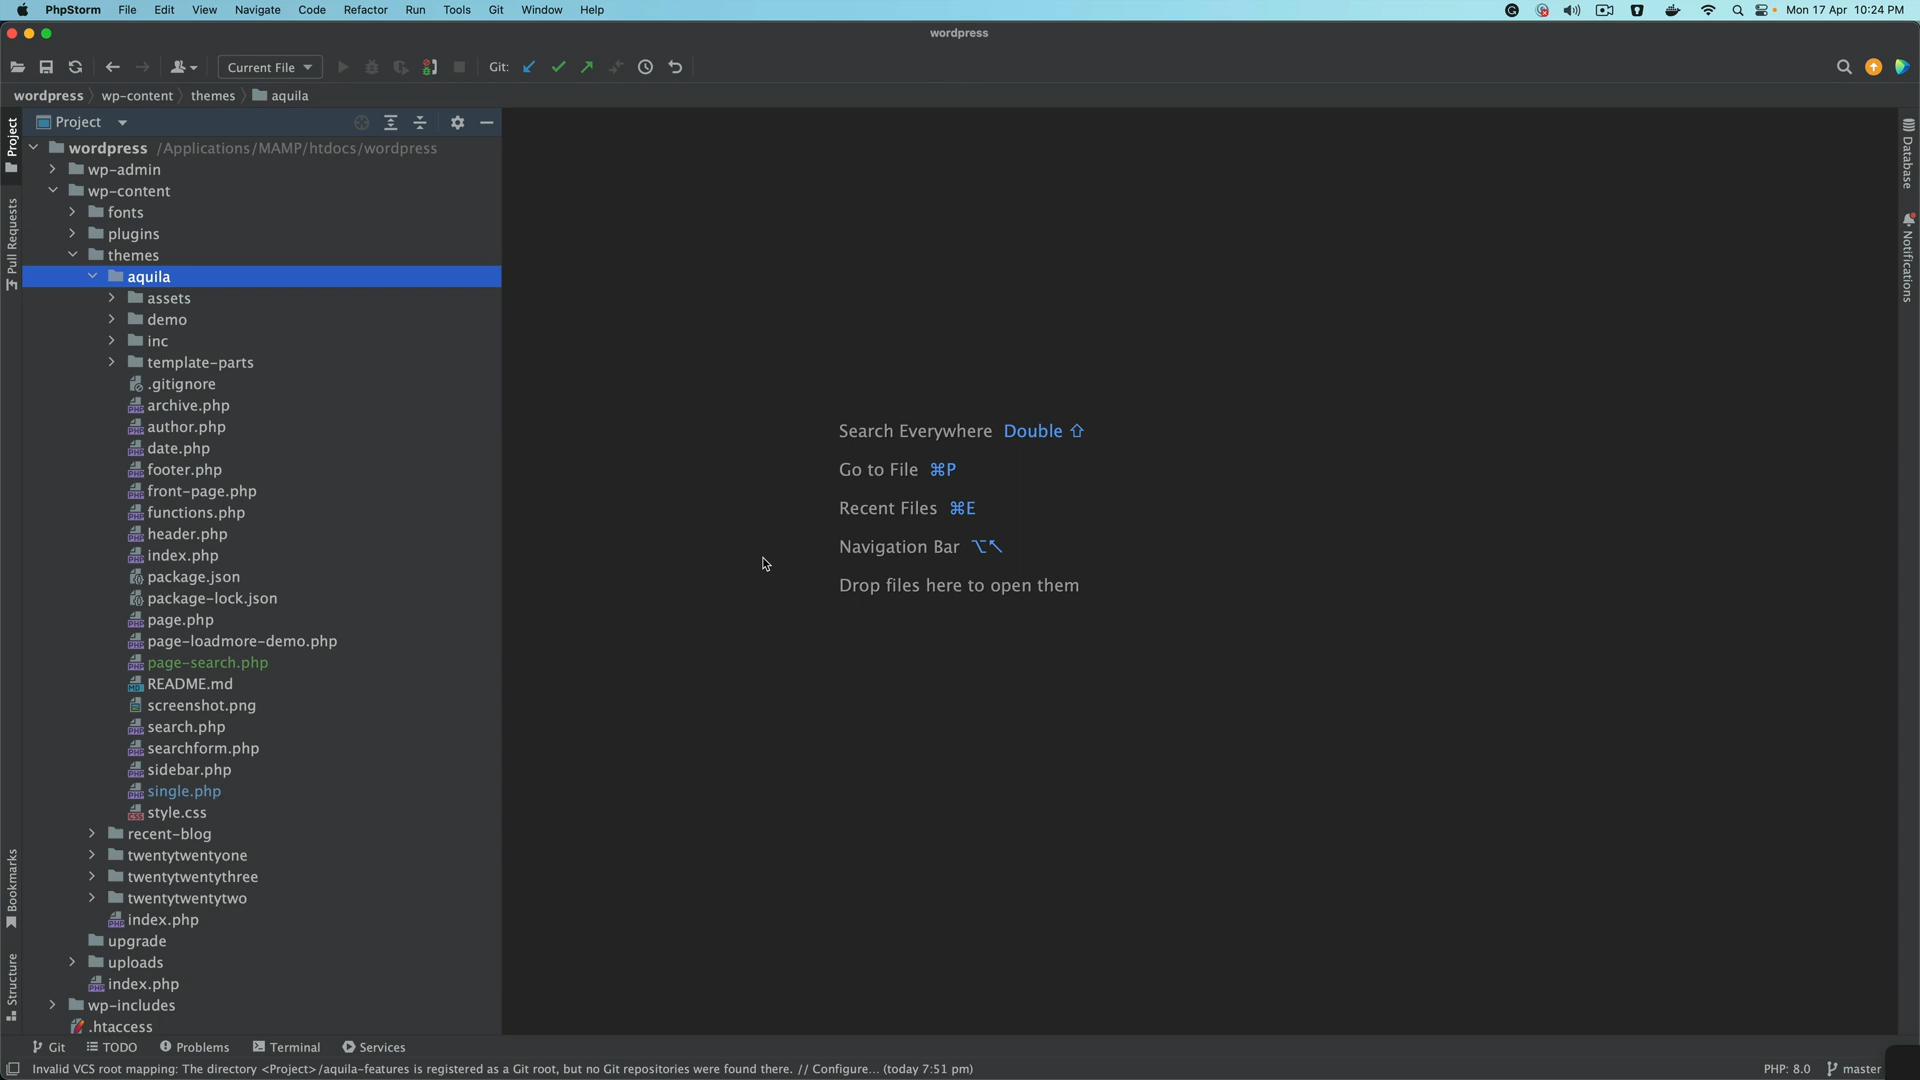 PhpStorm File Edit View Navigate Code Refactor Run Tools Git Window Help Mon 17 Apr 10:24 PM
wordpress
Current File Git:
wordpress wp-content themes aquila
Project
wordpress /Applications/MAMP/htdocs/wordpress
wp-admin
wp-content
fonts
plugins
themes
aquila
assets
demo
inc
template-parts
.gitignore
archive.php
author.php
date.php
footer.php
front-page.php
functions.php
header.php
index.php
package.json
package-lock.json
page.php
page-loadmore-demo.php
page-search.php
README.md
screenshot.png
search.php
searchform.php
sidebar.php
single.php
style.css
recent-blog
twentytwentyone
twentytwentythree
twentytwentytwo
index.php
upgrade
uploads
index.php
wp-includes
.htaccess
Project
Pull Requests
Bookmarks
Structure
Search Everywhere Double ⇧
Go to File ⌘P
Recent Files ⌘E
Navigation Bar ⌥↖
Drop files here to open them
Database
Notifications
Git TODO Problems Terminal Services
Invalid VCS root mapping: The directory <Project>/aquila-features is registered as a Git root, but no Git repositories were found there. // Configure... (today 7:51 pm) PHP: 8.0 master